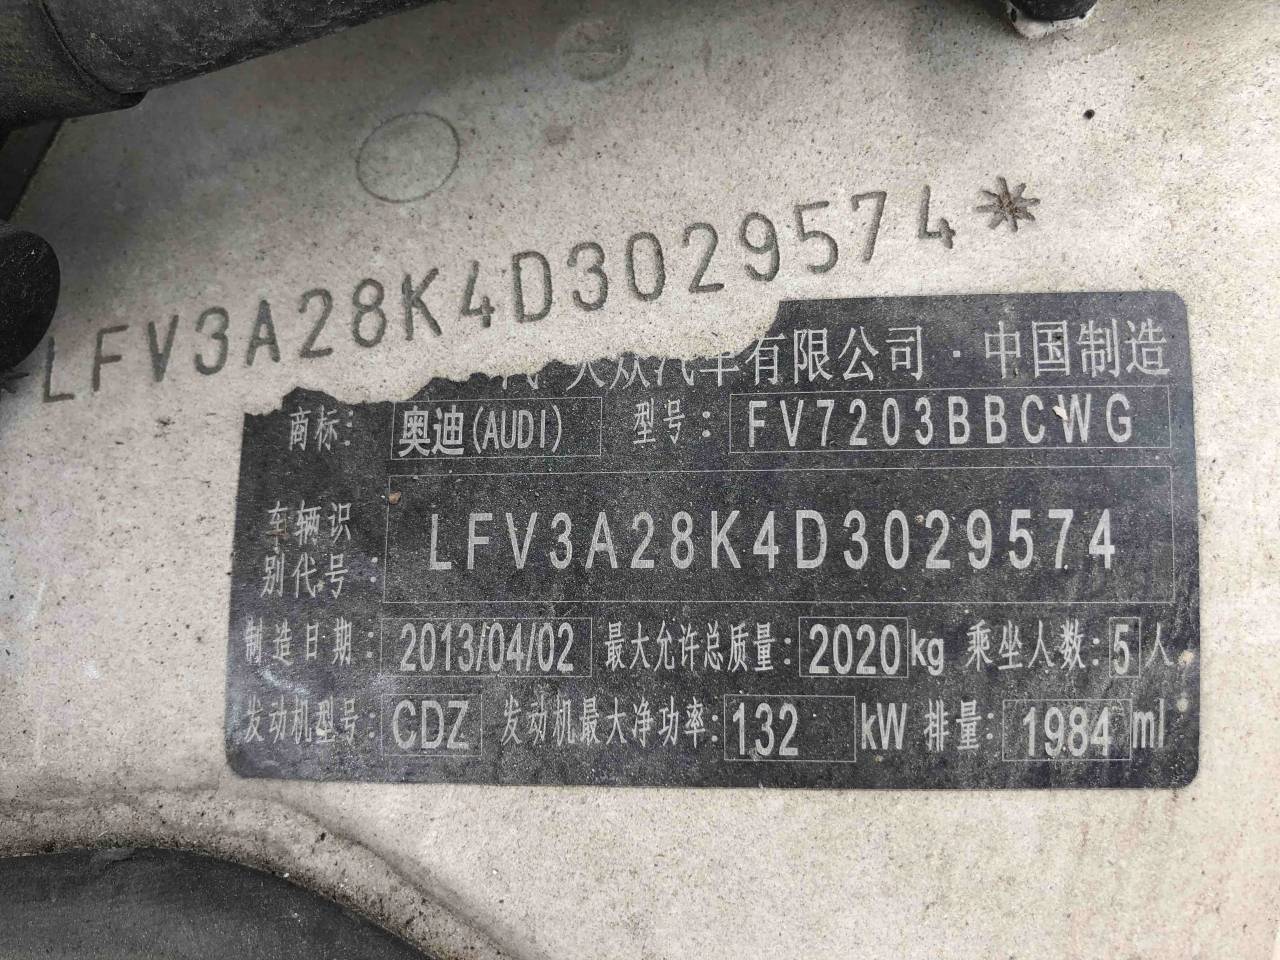 LFV3A28K4D3029574*
汽-大众汽车有限公司·中国制造
商标: 奥迪(AUDI) 型号: FV7203BBCWG
车辆识
别代号: LFV3A28K4D3029574
制造日期: 2013/04/02 最大允许总质量: 2020kg 乘坐人数: 5人
发动机型号: CDZ 发动机最大净功率: 132 kW 排量: 1984ml